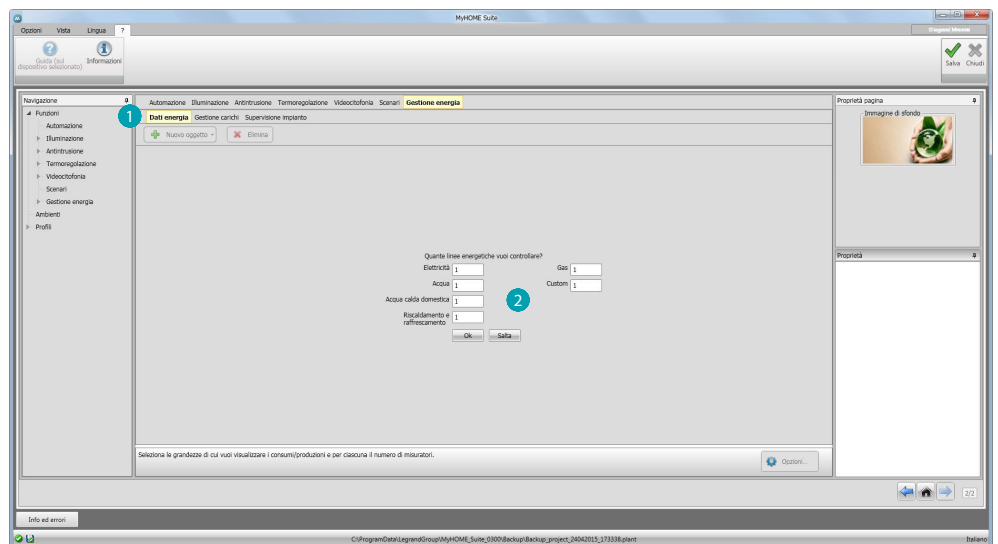 MyHOME Suite
Opzioni Vista Lingua ?
Guida (sul dispositivo selezionato)
Informazioni
Salva Chiudi
Navigazione
Funzioni
Automazione
Illuminazione
Antintrusione
Termoregolazione
Videocitofonia
Scenari
Gestione energia
Ambienti
Profili
1
Automazione Illuminazione Antintrusione Termoregolazione Videocitofonia Scenari Gestione energia
Dati energia Gestione carichi Supervisione impianto
Nuovo oggetto Elimina
Quante linee energetiche vuoi controllare?
Elettricità 1 Gas 1
Acqua 1 Custom 1
Acqua calda domestica 1
2
Riscaldamento e
raffrescamento 1
Ok Salta
Seleziona le grandezze di cui vuoi visualizzare i consumi/produzioni e per ciascuna il numero di misuratori.
Opzioni...
Proprietà pagina
Immagine di sfondo
Proprietà
2/2
Info ed errori
C:\ProgramData\LegrandGroup\MyHOME_Suite_0300\Backup\Backup_project_24042015_173338.plant
Italiano